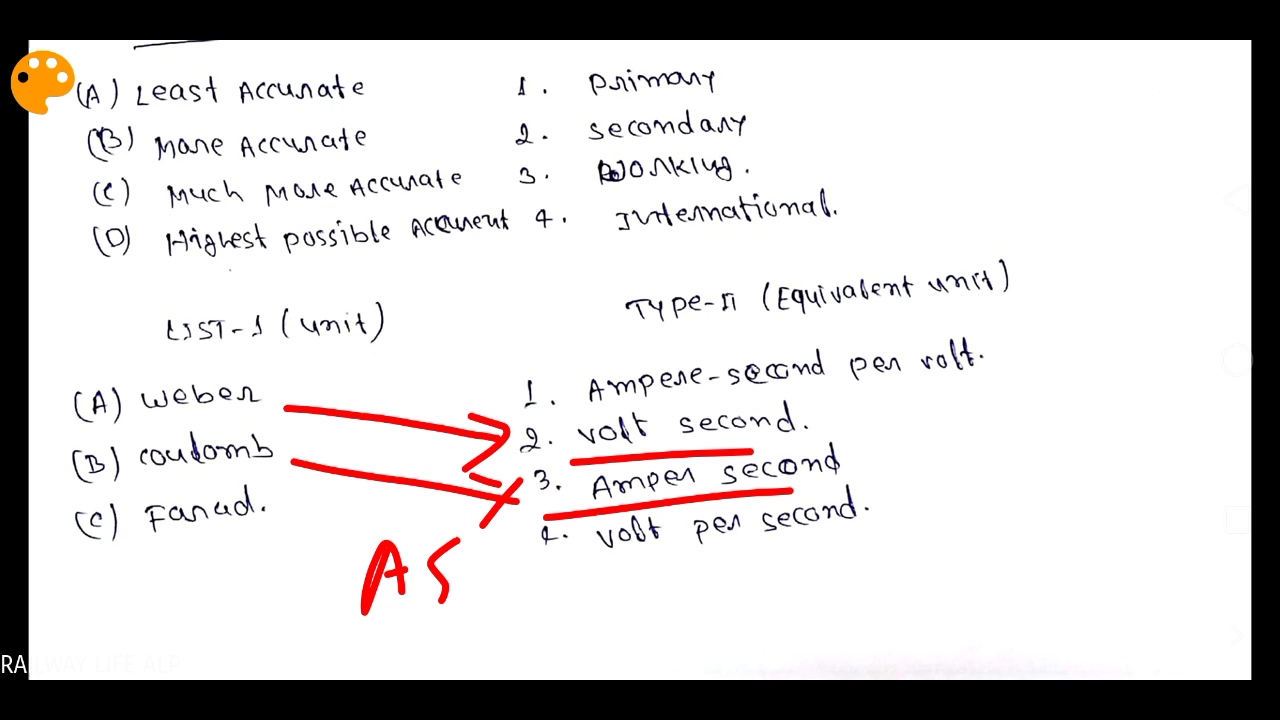 (A) Least Accurate 1. Primary
(B) More Accurate 2. Secondary
(C) Much More Accurate 3. Working.
(D) Highest possible Accurent 4. International.
LIST-1 (unit) TYPE-II (Equivalent unit)
(A) weber 1. Ampere-second per volt.
(B) coulomb 2. volt second.
(C) Farad. 3. Amper second
4. volt per second.
AS
RAILWAY LIFE ALP